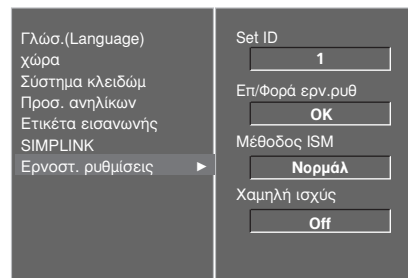 Γλώσ.(Language)
χώρα
Σύστημα κλειδώμ
Προσ. ανηλίκων
Ετικέτα εισανωνής
SIMPLINK
Ερνοστ. ρυθμίσεις ►
Set ID
1
Επ/Φορά ερν.ρυθ
OK
Μέθοδος ISM
Νορμάλ
Χαμηλή ισχύς
Off